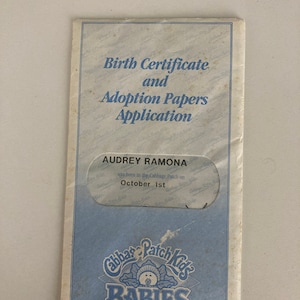 Birth Certificate
and
Adoption Papers
Application
AUDREY RAMONA
October 1st
Cabbage Patch Kids
BABIES